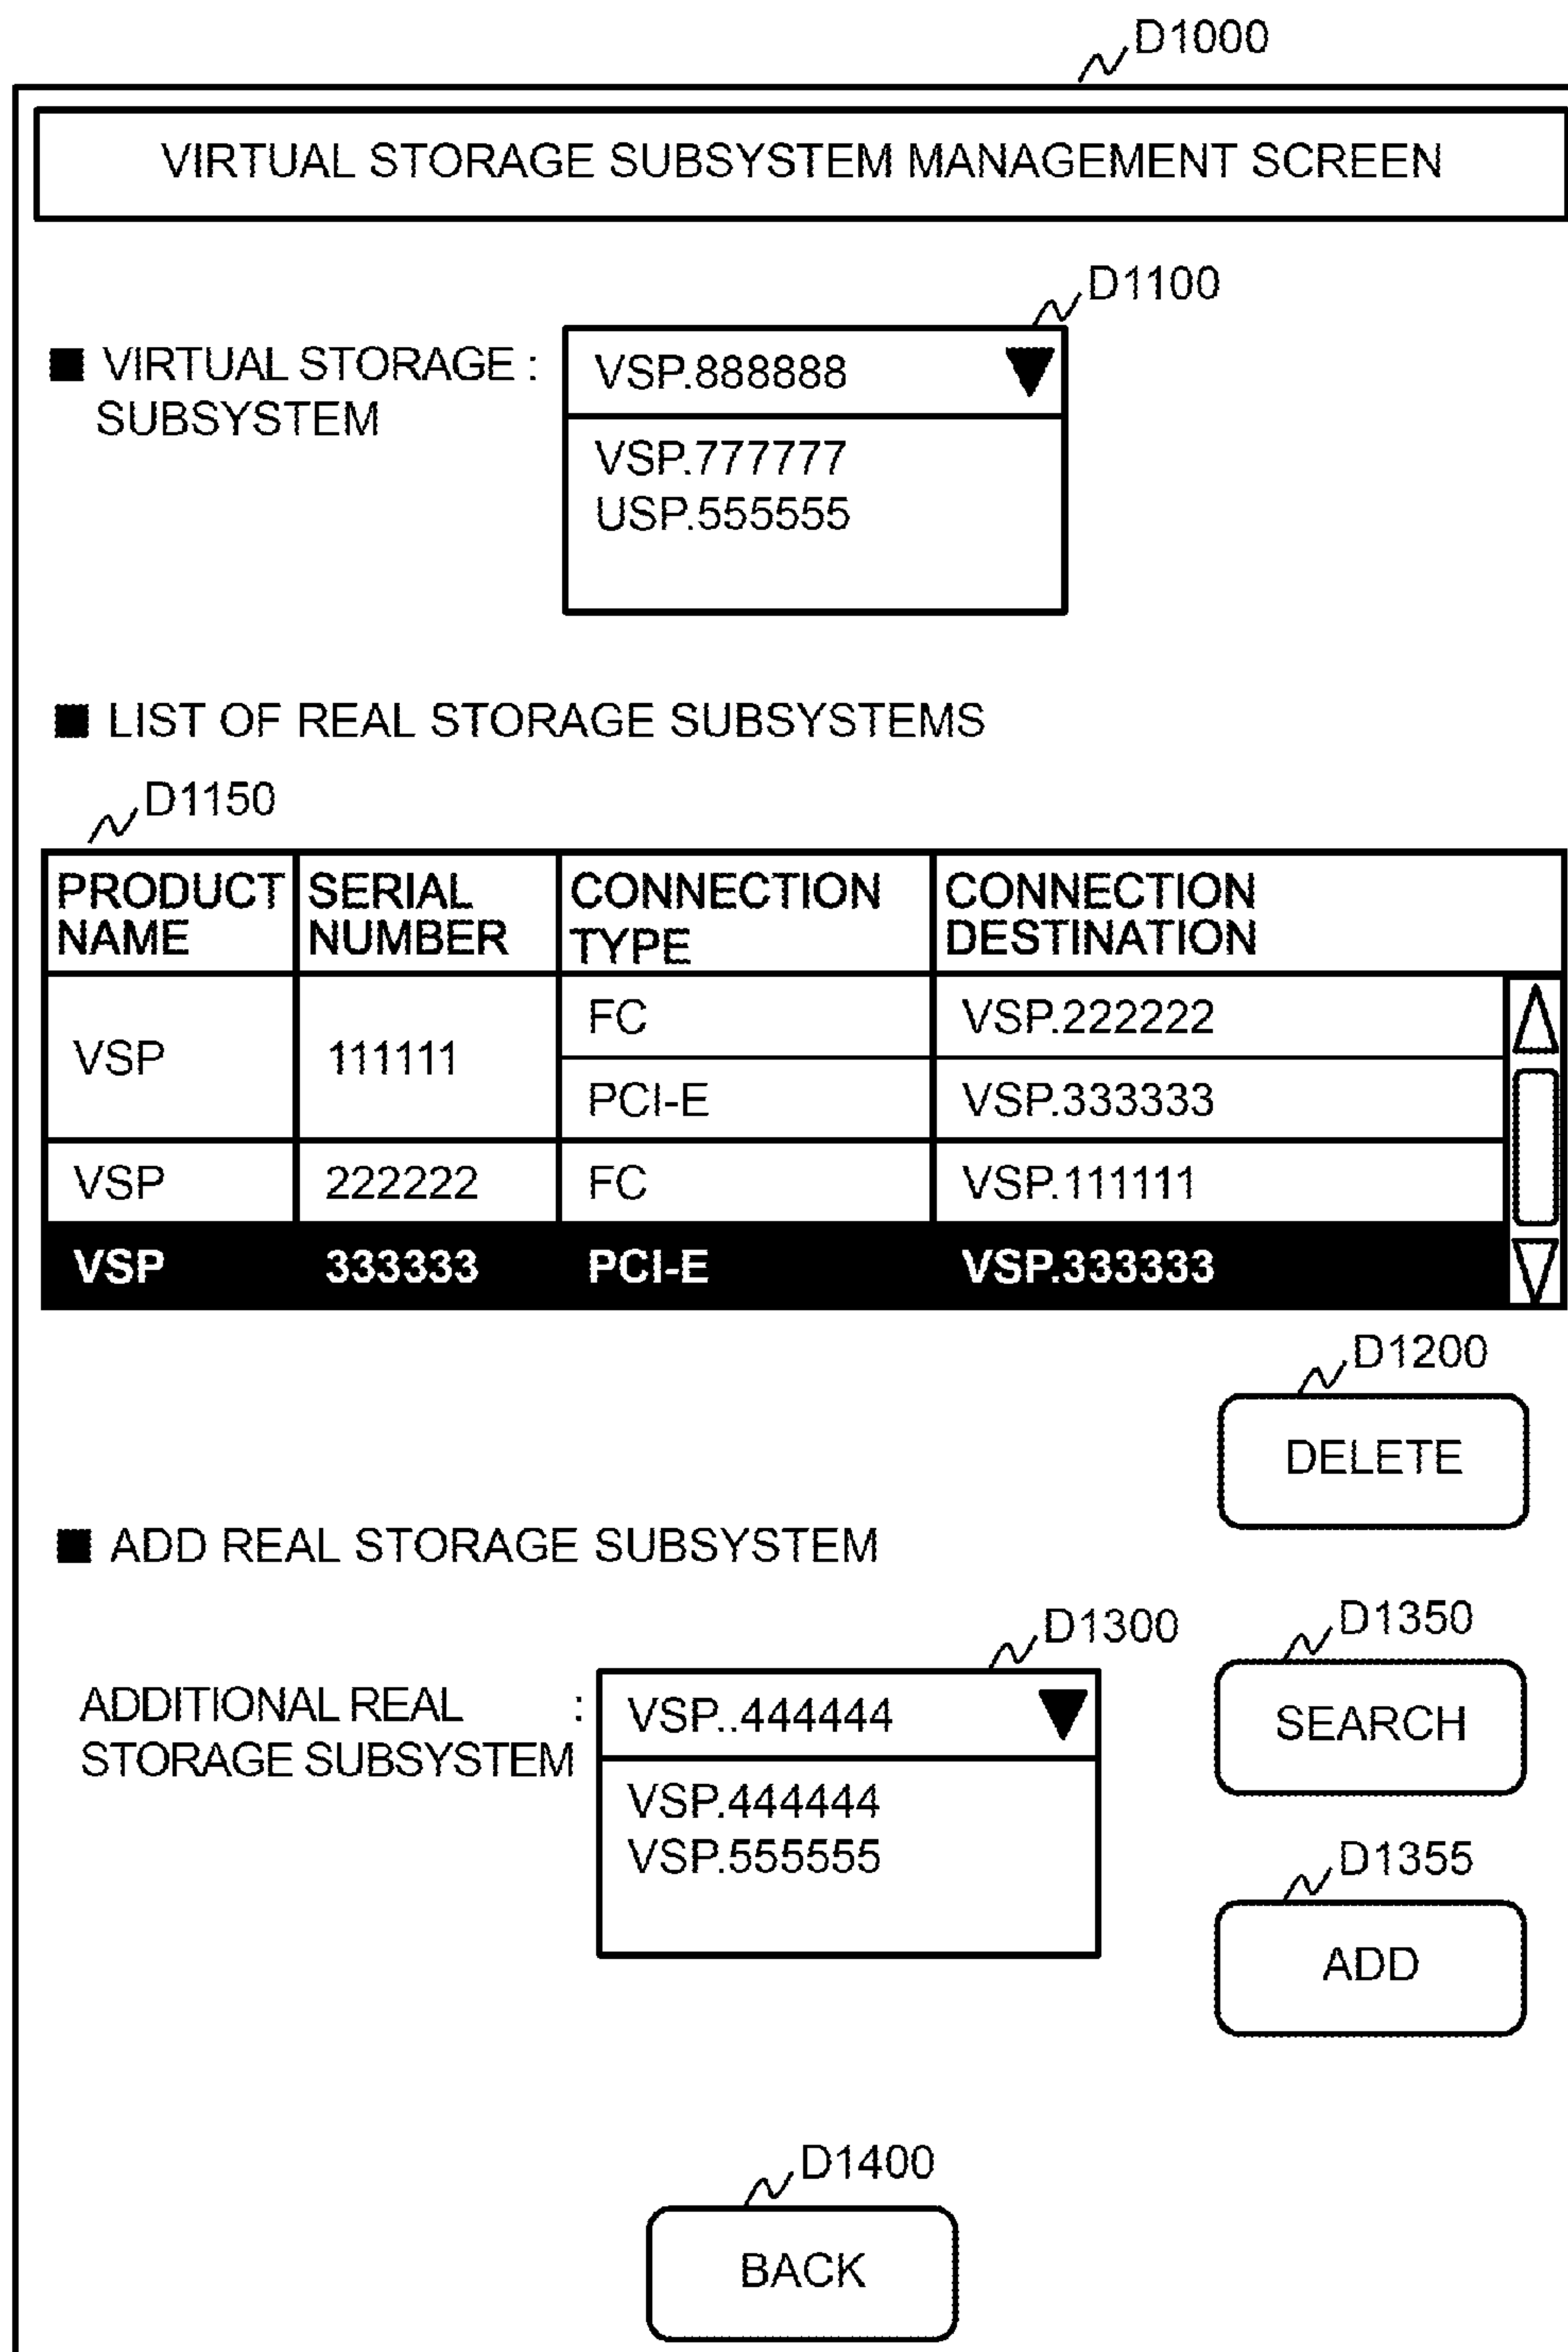 D1000
VIRTUAL STORAGE SUBSYSTEM MANAGEMENT SCREEN
D1100
■ VIRTUAL STORAGE :
SUBSYSTEM
VSP.888888 ▼
VSP.777777
USP.555555
■ LIST OF REAL STORAGE SUBSYSTEMS
D1150
PRODUCT NAME SERIAL NUMBER CONNECTION TYPE CONNECTION DESTINATION
VSP 111111 FC VSP.222222
PCI-E VSP.333333
VSP 222222 FC VSP.111111
VSP 333333 PCI-E VSP.333333
D1200
DELETE
■ ADD REAL STORAGE SUBSYSTEM
D1300
D1350
ADDITIONAL REAL :
STORAGE SUBSYSTEM
VSP..444444 ▼
VSP.444444
VSP.555555
SEARCH
D1355
ADD
D1400
BACK